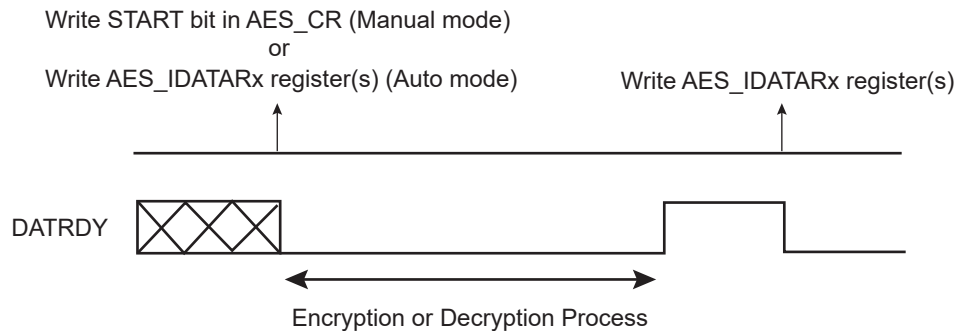 Write START bit in AES_CR (Manual mode)
or
Write AES_IDATARx register(s) (Auto mode)
Write AES_IDATARx register(s)
DATRDY
Encryption or Decryption Process